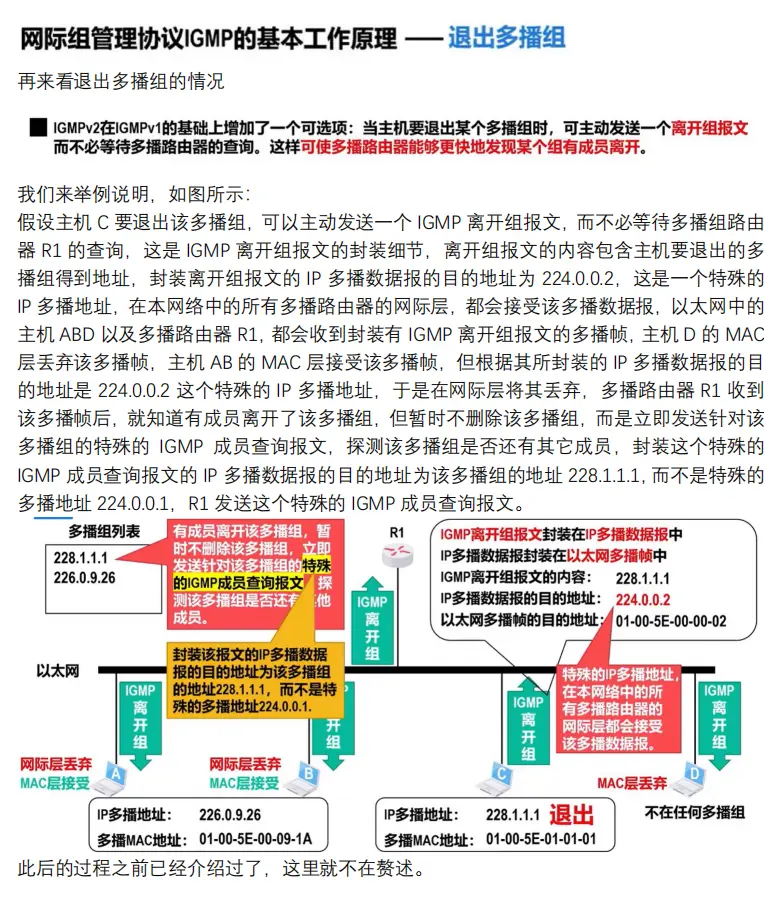 网际组管理协议IGMP的基本工作原理 —— 退出多播组
再来看退出多播组的情况
IGMPv2在IGMPv1的基础上增加了一个可选项：当主机要退出某个多播组时，可主动发送一个离开组报文
而不必等待多播路由器的查询。这样可使多播路由器能够更快地发现某个组有成员离开。
我们来举例说明，如图所示：
假设主机 C 要退出该多播组，可以主动发送一个 IGMP 离开组报文，而不必等待多播组路由
器 R1 的查询，这是 IGMP 离开组报文的封装细节，离开组报文的内容包含主机要退出的多
播组得到地址，封装离开组报文的 IP 多播数据报的目的地址为 224.0.0.2，这是一个特殊的
IP 多播地址，在本网络中的所有多播路由器的网际层，都会接受该多播数据报，以太网中的
主机 ABD 以及多播路由器 R1，都会收到封装有 IGMP 离开组报文的多播帧，主机 D 的 MAC
层丢弃该多播帧，主机 AB 的 MAC 层接受该多播帧，但根据其所封装的 IP 多播数据报的目
的地址是 224.0.0.2 这个特殊的 IP 多播地址，于是在网际层将其丢弃，多播路由器 R1 收到
该多播帧后，就知道有成员离开了该多播组，但暂时不删除该多播组，而是立即发送针对该
多播组的特殊的 IGMP 成员查询报文，探测该多播组是否还有其它成员，封装这个特殊的
IGMP 成员查询报文的 IP 多播数据报的目的地址为该多播组的地址 228.1.1.1，而不是特殊的
多播地址 224.0.0.1，R1 发送这个特殊的 IGMP 成员查询报文。
多播组列表
228.1.1.1
226.0.9.26
有成员离开该多播组，暂
时不删除该多播组，立即
发送针对该多播组的特殊
的IGMP成员查询报文，探
测该多播组是否还有其他
成员。
R1
IGMP
离
开
组
IGMP离开组报文封装在IP多播数据报中
IP多播数据报封装在以太网多播帧中
IGMP离开组报文的内容： 228.1.1.1
IP多播数据报的目的地址： 224.0.0.2
以太网多播帧的目的地址： 01-00-5E-00-00-02
封装该报文的IP多播数据
报的目的地址为该多播组
的地址228.1.1.1，而不是特
殊的多播地址224.0.0.1.
以太网
特殊的IP多播地址，
在本网络中的所
有多播路由器的
网际层都会接受
该多播数据报。
IGMP
离
开
组
离
开
组
IGMP
离
开
组
IGMP
离
开
组
网际层丢弃
MAC层接受
A
网际层丢弃
MAC层接受
B
C
MAC层丢弃
D
IP多播地址： 226.0.9.26
多播MAC地址： 01-00-5E-00-09-1A
IP多播地址： 228.1.1.1 退出
多播MAC地址： 01-00-5E-01-01-01
不在任何多播组
此后的过程之前已经介绍过了，这里就不在赘述。